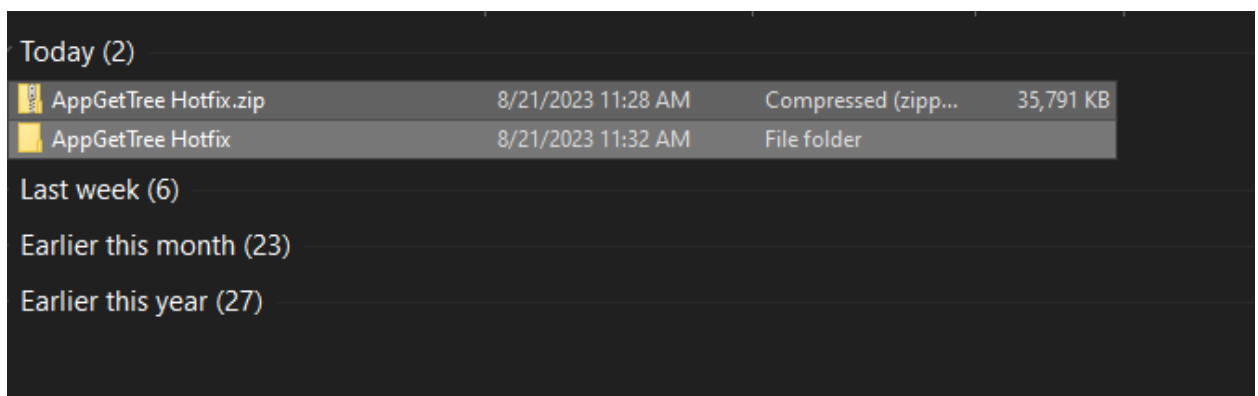 Today (2)
AppGetTree Hotfix.zip 8/21/2023 11:28 AM Compressed (zipp... 35,791 KB
AppGetTree Hotfix 8/21/2023 11:32 AM File folder
Last week (6)
Earlier this month (23)
Earlier this year (27)